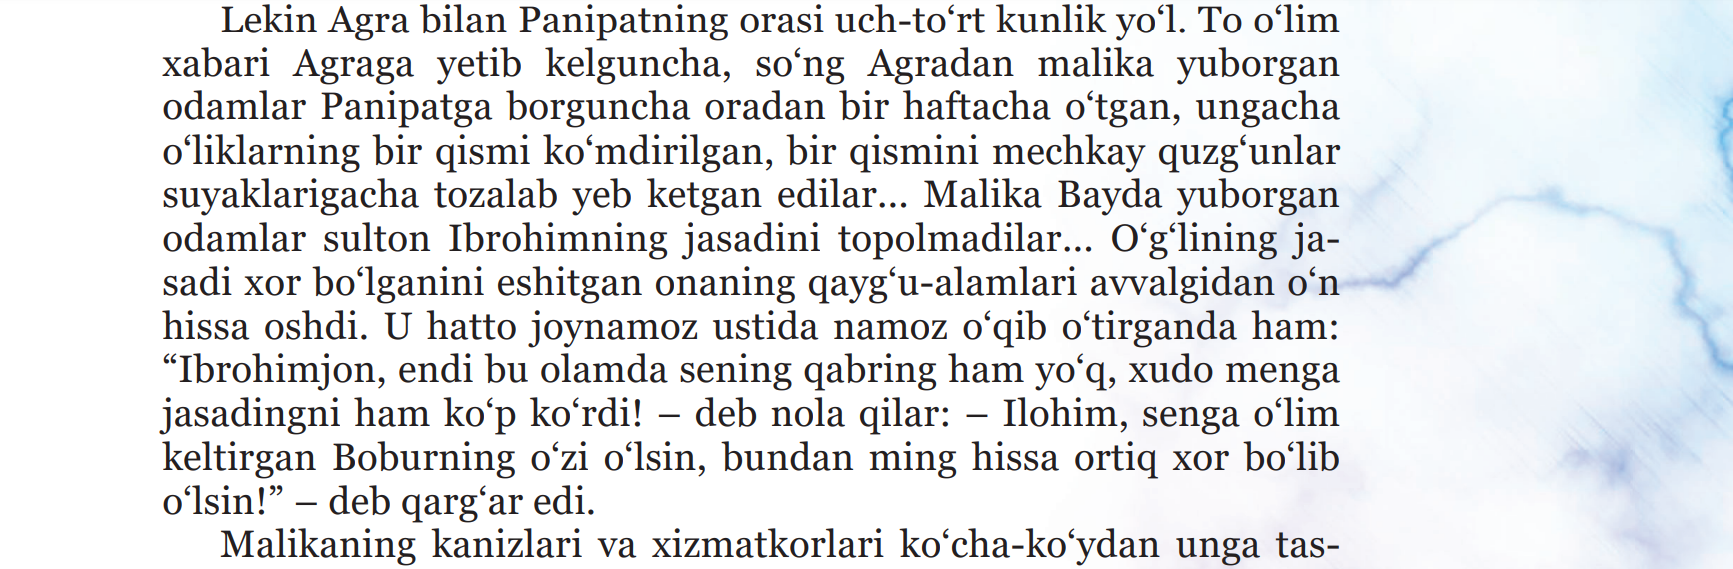 Lekin Agra bilan Panipatning orasi uch-to‘rt kunlik yo‘l. To o‘lim
xabari Agraga yetib kelguncha, so‘ng Agradan malika yuborgan
odamlar Panipatga borguncha oradan bir haftacha o‘tgan, ungacha
o‘liklarning bir qismi ko‘mdirilgan, bir qismini mechkay quzg‘unlar
suyaklarigacha tozalab yeb ketgan edilar... Malika Bayda yuborgan
odamlar sulton Ibrohimning jasadini topolmadilar... O‘g‘lining ja-
sadi xor bo‘lganini eshitgan onaning qayg‘u-alamlari avvalgidan o‘n
hissa oshdi. U hatto joynamoz ustida namoz o‘qib o‘tirganda ham:
“Ibrohimjon, endi bu olamda sening qabring ham yo‘q, xudo menga
jasadingni ham ko‘p ko‘rdi! – deb nola qilar: – Ilohim, senga o‘lim
keltirgan Boburning o‘zi o‘lsin, bundan ming hissa ortiq xor bo‘lib
o‘lsin!” – deb qarg‘ar edi.
Malikaning kanizlari va xizmatkorlari ko‘cha-ko‘ydan unga tas-